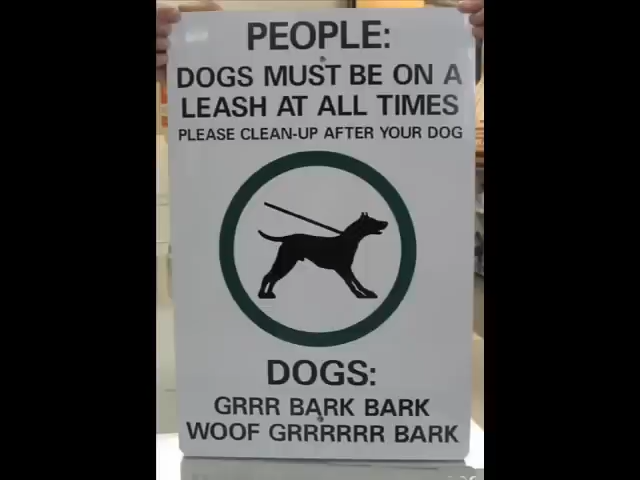 PEOPLE:
DOGS MUST BE ON A
LEASH AT ALL TIMES
PLEASE CLEAN-UP AFTER YOUR DOG
DOGS:
GRRR BARK BARK
WOOF GRRRRRR BARK